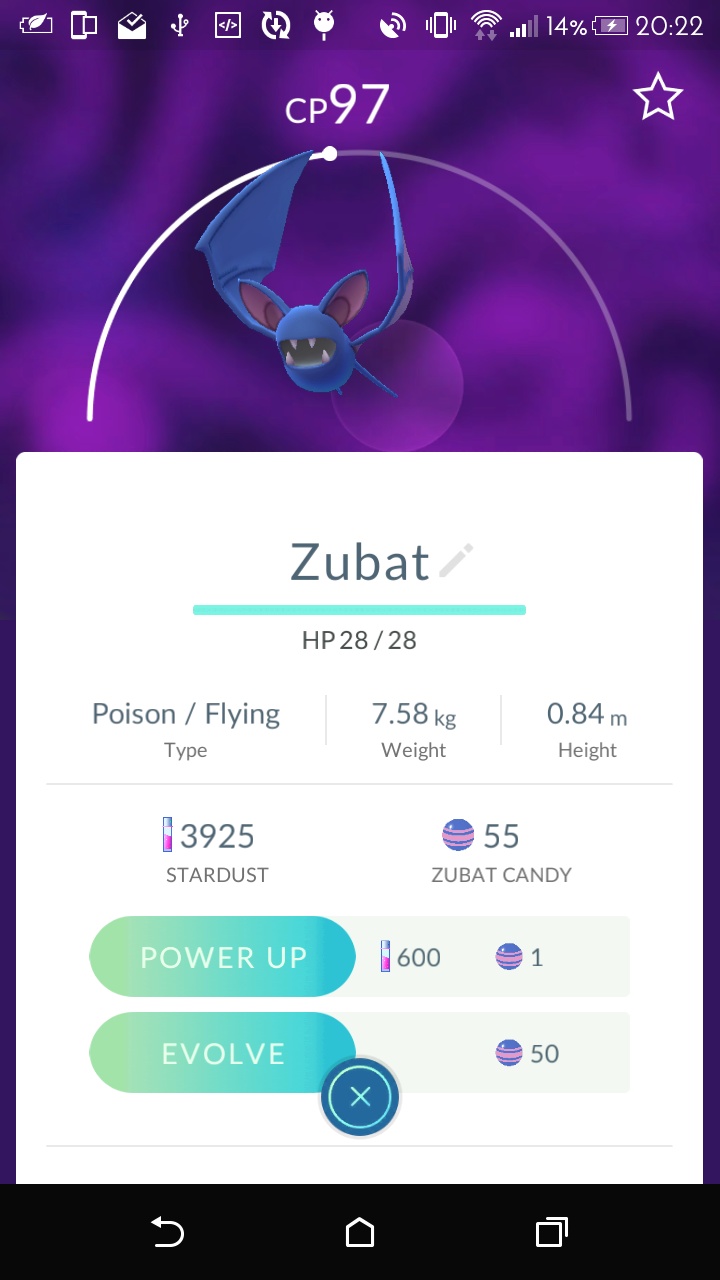 14% 20:22
CP97
Zubat
HP 28 / 28
Poison / Flying 7.58 kg 0.84 m
Type Weight Height
3925 55
STARDUST ZUBAT CANDY
POWER UP 600 1
EVOLVE 50